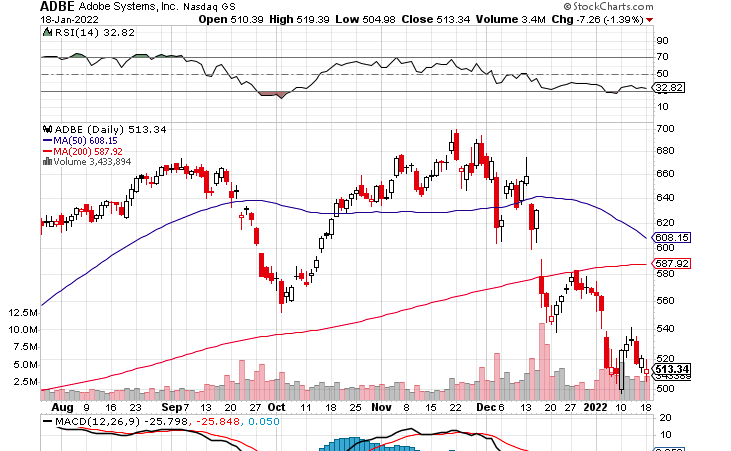 ADBE Adobe Systems, Inc. Nasdaq GS
© StockCharts.com
18-Jan-2022
Open 510.39 High 519.39 Low 504.98 Close 513.34 Volume 3.4M Chg -7.26 (-1.39%)
RSI(14) 32.82
90
70
50
32.82
10
ADBE (Daily) 513.34
MA(50) 608.15
MA(200) 587.92
Volume 3,433,894
700
680
660
640
620
608.15
600
587.92
580
560
540
520
513.34
500
12.5M
10.0M
7.5M
5.0M
2.5M
Aug 9 16 23 Sep 7 13 20 27 Oct 11 18 25 Nov 8 15 22 Dec 6 13 20 27 2022 10 18
MACD(12,26,9) -25.798, -25.848, 0.050
20
10